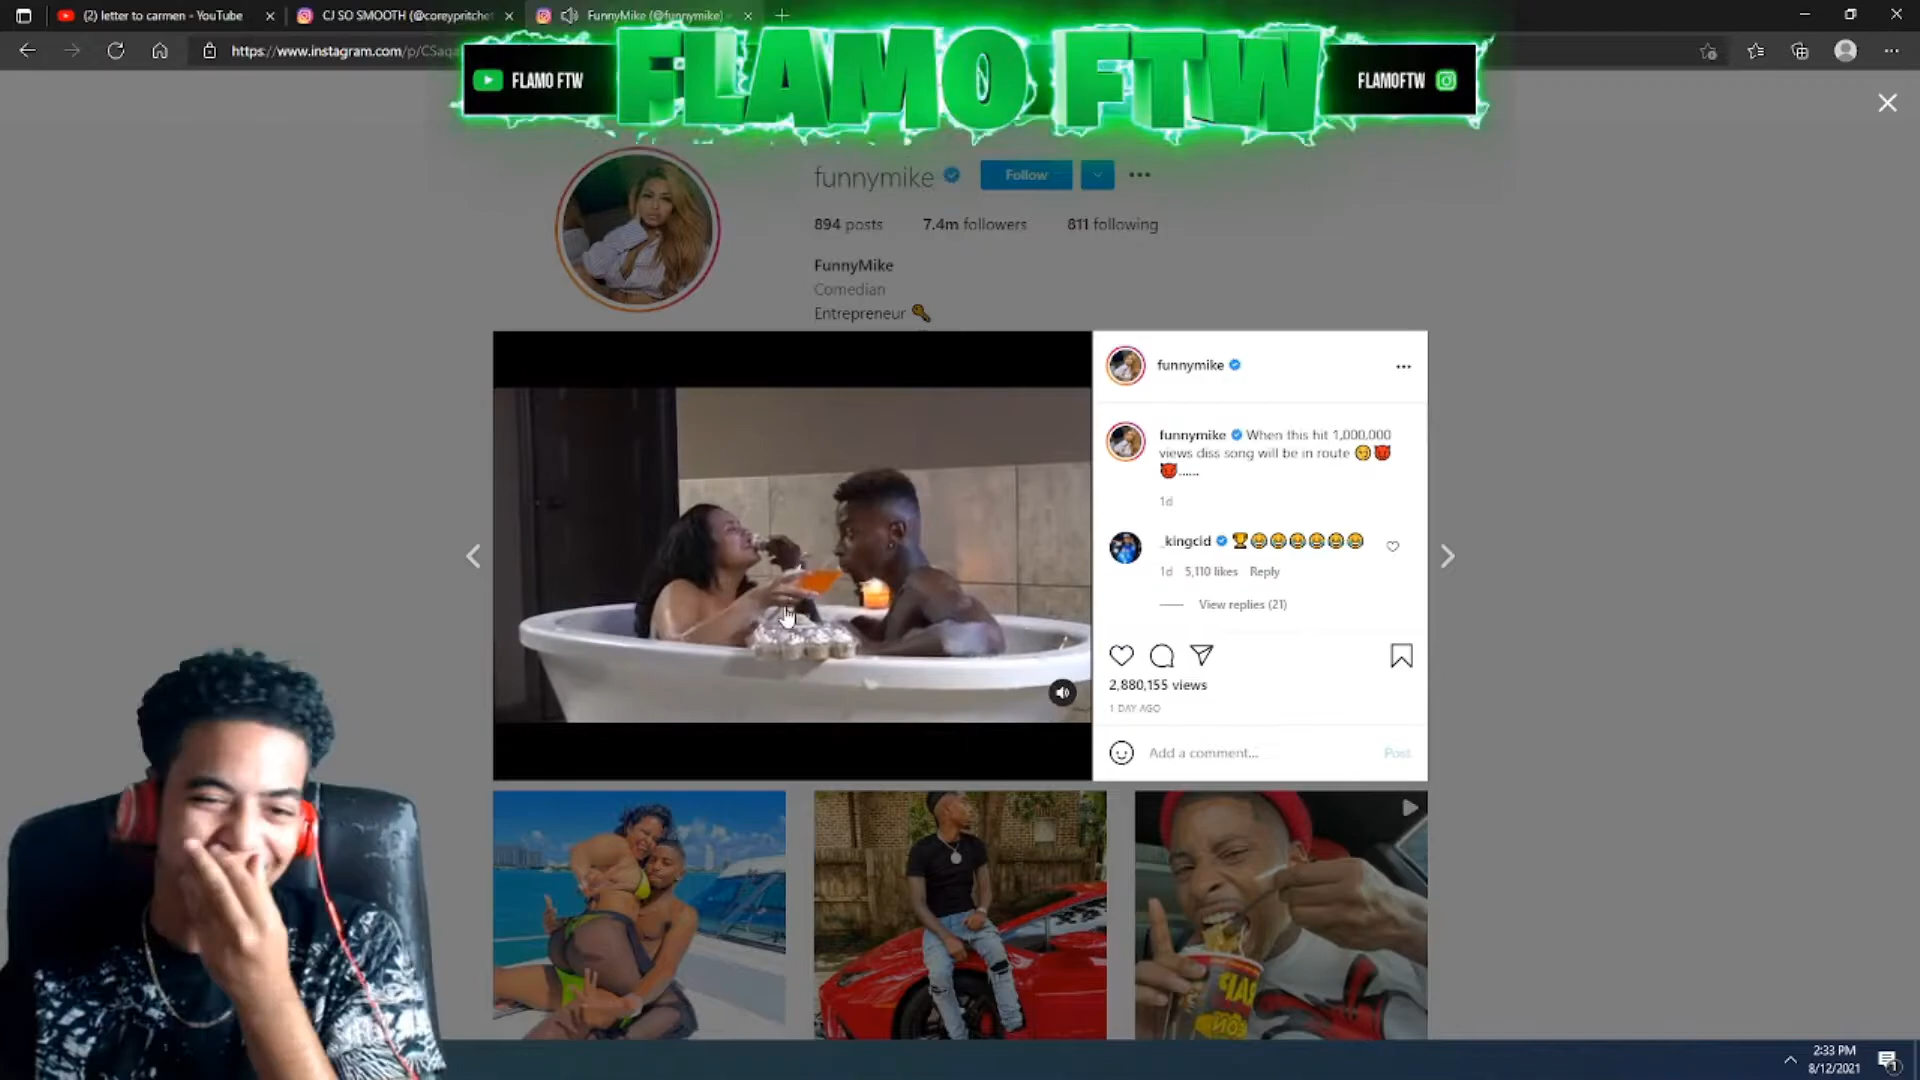 (2) letter to carmen - YouTube
CJ SO SMOOTH (@coreypritchet
FunnyMike (@funnymike) -
https://www.instagram.com/p/CSaqa
FLAMO FTW
FLAMO FTW
FLAMOFTW
funnymike
Follow
894 posts
7.4m followers
811 following
FunnyMike
Comedian
Entrepreneur 🔑
funnymike
funnymike When this hit 1,000,000
views diss song will be in route 😏😈
😈......
1d
_kingcid 🏆😂😂😂😂😂😂
1d 5,110 likes Reply
View replies (21)
2,880,155 views
1 DAY AGO
Add a comment...
Post
2:33 PM
8/12/2021
1